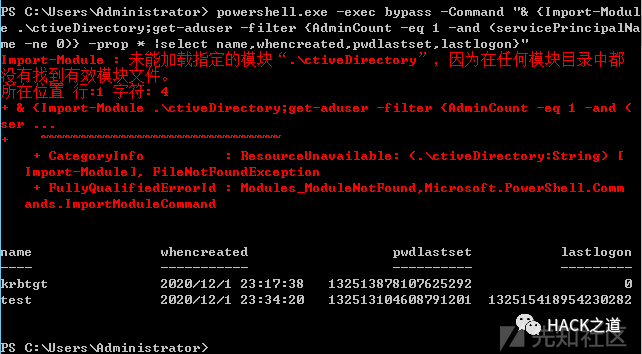 PS C:\Users\Administrator> powershell.exe -exec bypass -Command "& {Import-Modul
e .\ctiveDirectory;get-aduser -filter {AdminCount -eq 1 -and (servicePrincipalNa
me -ne 0)} -prop * |select name,whencreated,pwdlastset,lastlogon}"
Import-Module : 未能加载指定的模块“.\ctiveDirectory”，因为在任何模块目录中都
没有找到有效模块文件。
所在位置 行:1 字符: 4
+ & {Import-Module .\ctiveDirectory;get-aduser -filter {AdminCount -eq 1 -and (
ser ...
+    ~~~~~~~~~~~~~~~~~~~~~~~~~~~~~~
    + CategoryInfo          : ResourceUnavailable: (.\ctiveDirectory:String) [
   Import-Module], FileNotFoundException
    + FullyQualifiedErrorId : Modules_ModuleNotFound,Microsoft.PowerShell.Comm
   ands.ImportModuleCommand
name whencreated pwdlastset lastlogon
---- ----------- ---------- ---------
krbtgt 2020/12/1 23:17:38 132513878107625292 0
test 2020/12/1 23:34:20 132513104608791201 132515418954230282
HACK之道
先知社区
PS C:\Users\Administrator>